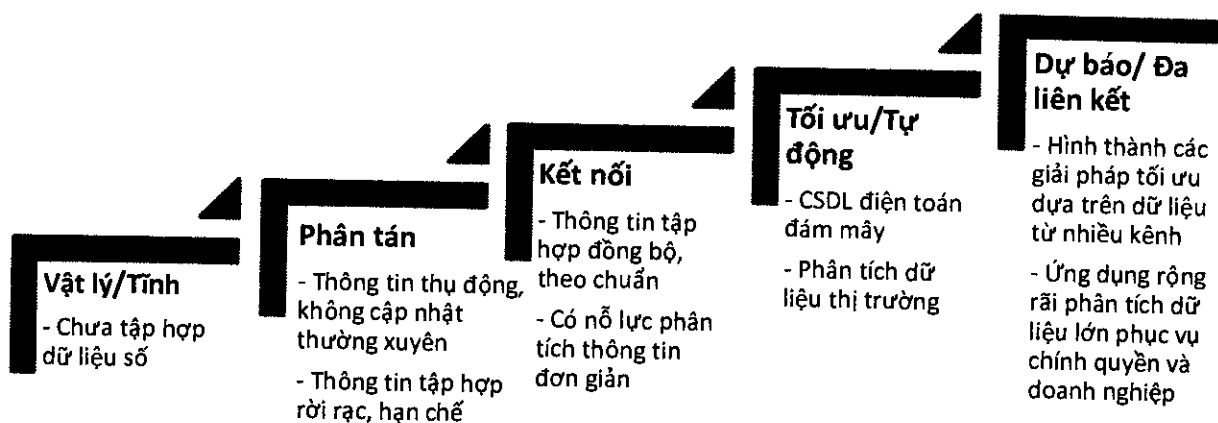 Vật lý/Tĩnh
- Chưa tập hợp
dữ liệu số
Phân tán
- Thông tin thụ động,
không cập nhật
thường xuyên
- Thông tin tập hợp
rời rạc, hạn chế
Kết nối
- Thông tin tập
hợp đồng bộ,
theo chuẩn
- Có nỗ lực phân
tích thông tin
đơn giản
Tối ưu/Tự
động
- CSDL điện toán
đám mây
- Phân tích dữ
liệu thị trường
Dự báo/ Đa
liên kết
- Hình thành các
giải pháp tối ưu
dựa trên dữ liệu
từ nhiều kênh
- Ứng dụng rộng
rãi phân tích dữ
liệu lớn phục vụ
chính quyền và
doanh nghiệp